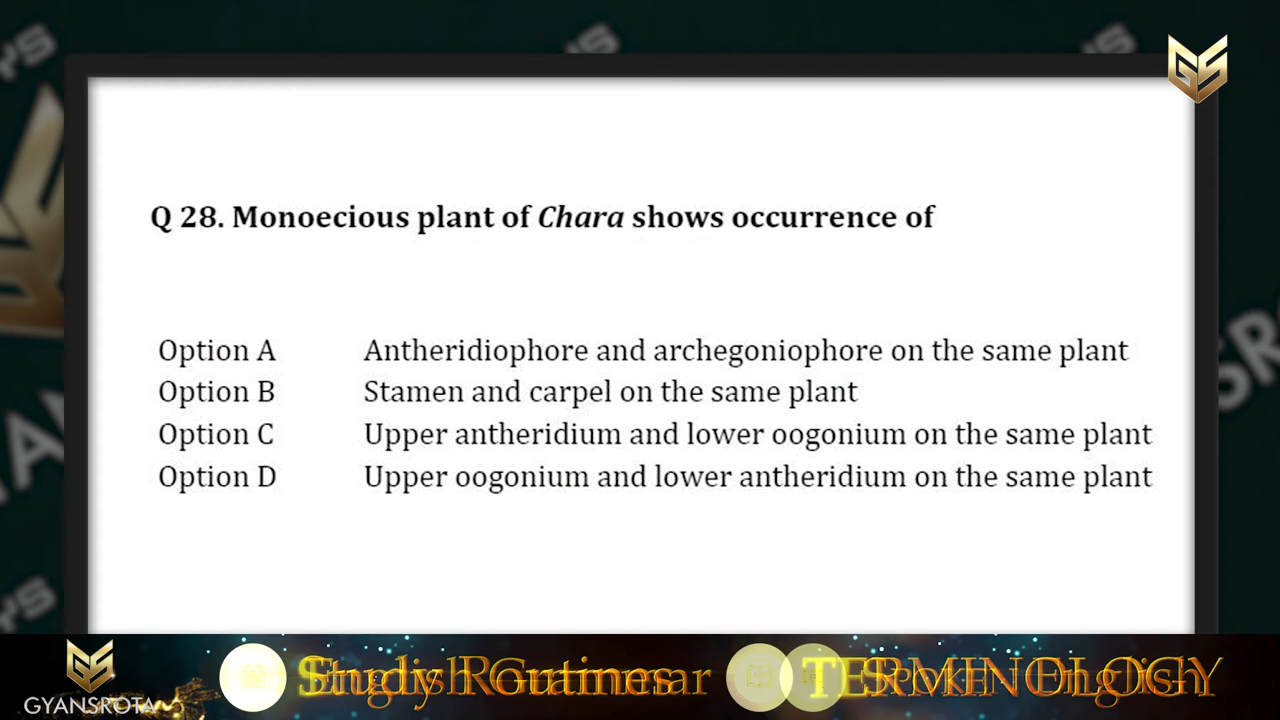 Q 28. Monoecious plant of Chara shows occurrence of
Option A Antheridiophore and archegoniophore on the same plant
Option B Stamen and carpel on the same plant
Option C Upper antheridium and lower oogonium on the same plant
Option D Upper oogonium and lower antheridium on the same plant
GS
GS
GYANSROTA